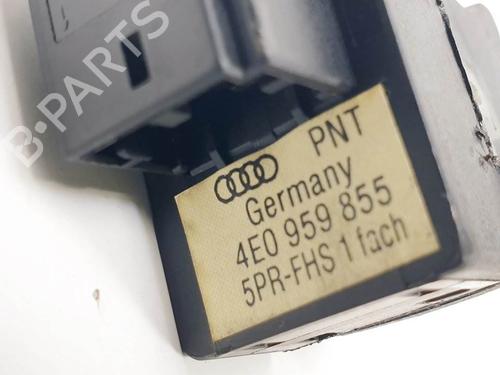 B-PARTS
PNT
Germany
4E0 959 855
5PR-FHS 1 fach